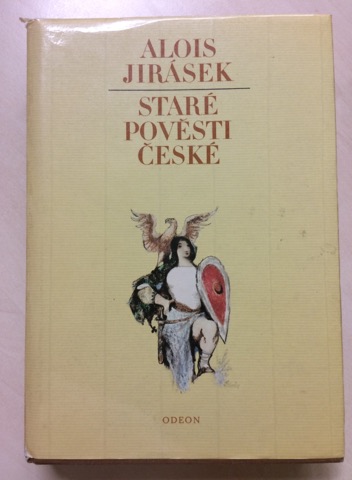 ALOIS
JIRÁSEK
STARÉ
POVĚSTI
ČESKÉ
ODEON